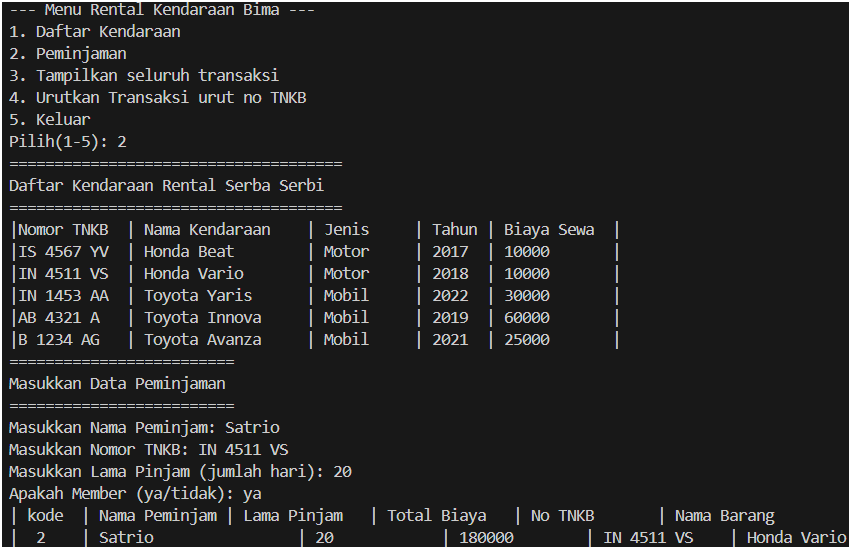 --- Menu Rental Kendaraan Bima ---
1. Daftar Kendaraan
2. Peminjaman
3. Tampilkan seluruh transaksi
4. Urutkan Transaksi urut no TNKB
5. Keluar
Pilih(1-5): 2
=====================================
Daftar Kendaraan Rental Serba Serbi
=====================================
|Nomor TNKB  | Nama Kendaraan    | Jenis     | Tahun | Biaya Sewa  |
|IS 4567 YV  | Honda Beat        | Motor     | 2017  | 10000       |
|IN 4511 VS  | Honda Vario       | Motor     | 2018  | 10000       |
|IN 1453 AA  | Toyota Yaris      | Mobil     | 2022  | 30000       |
|AB 4321 A   | Toyota Innova     | Mobil     | 2019  | 60000       |
|B 1234 AG   | Toyota Avanza     | Mobil     | 2021  | 25000       |
=========================
Masukkan Data Peminjaman
=========================
Masukkan Nama Peminjam: Satrio
Masukkan Nomor TNKB: IN 4511 VS
Masukkan Lama Pinjam (jumlah hari): 20
Apakah Member (ya/tidak): ya
| kode  | Nama Peminjam | Lama Pinjam   | Total Biaya   | No TNKB       | Nama Barang
|  2    | Satrio                | 20            | 180000        | IN 4511 VS   | Honda Vario